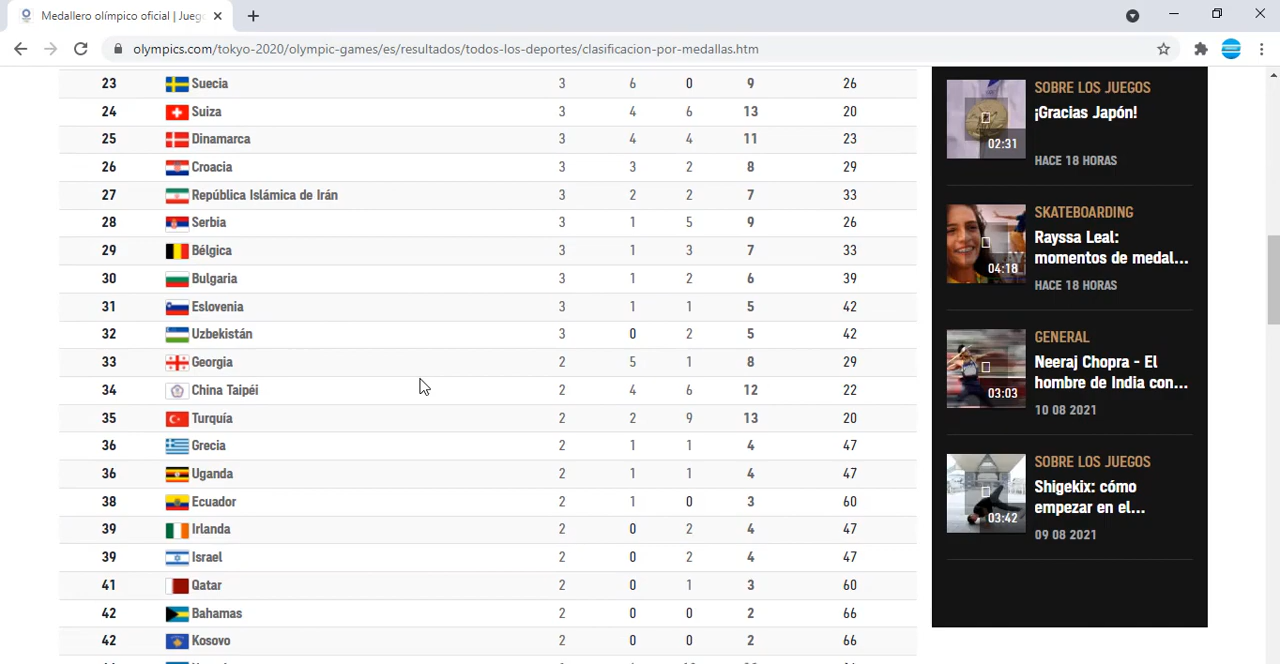 Medallero olímpico oficial | Jueg
olympics.com/tokyo-2020/olympic-games/es/resultados/todos-los-deportes/clasificacion-por-medallas.htm
23 Suecia 3 6 0 9 26
24 Suiza 3 4 6 13 20
25 Dinamarca 3 4 4 11 23
26 Croacia 3 3 2 8 29
27 República Islámica de Irán 3 2 2 7 33
28 Serbia 3 1 5 9 26
29 Bélgica 3 1 3 7 33
30 Bulgaria 3 1 2 6 39
31 Eslovenia 3 1 1 5 42
32 Uzbekistán 3 0 2 5 42
33 Georgia 2 5 1 8 29
34 China Taipéi 2 4 6 12 22
35 Turquía 2 2 9 13 20
36 Grecia 2 1 1 4 47
36 Uganda 2 1 1 4 47
38 Ecuador 2 1 0 3 60
39 Irlanda 2 0 2 4 47
39 Israel 2 0 2 4 47
41 Qatar 2 0 1 3 60
42 Bahamas 2 0 0 2 66
42 Kosovo 2 0 0 2 66
02:31
SOBRE LOS JUEGOS
¡Gracias Japón!
HACE 18 HORAS
04:18
SKATEBOARDING
Rayssa Leal:
momentos de medal...
HACE 18 HORAS
03:03
GENERAL
Neeraj Chopra - El
hombre de India con...
10 08 2021
03:42
SOBRE LOS JUEGOS
Shigekix: cómo
empezar en el...
09 08 2021